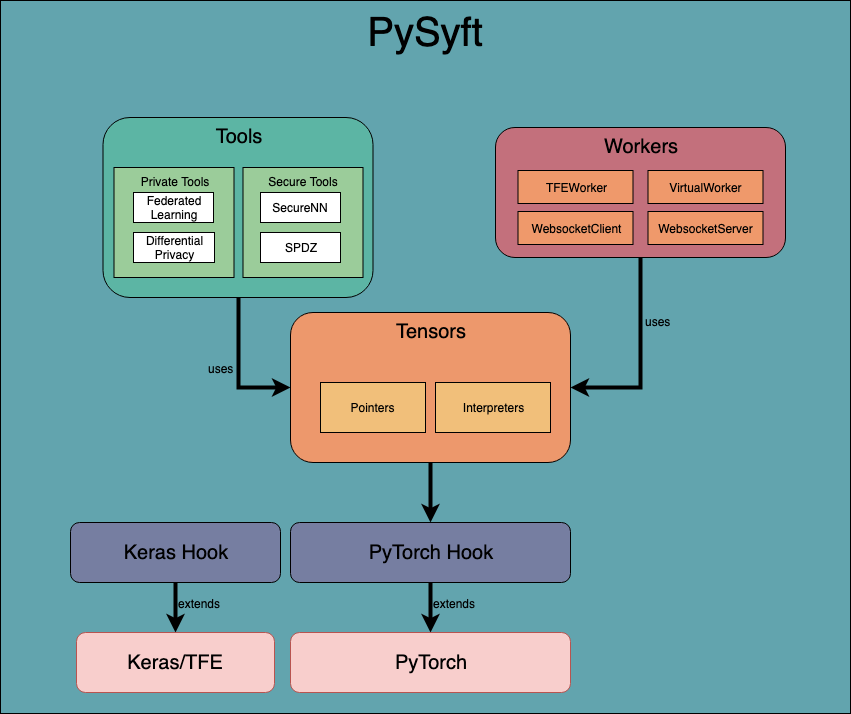 PySyft
Tools
Private Tools
Federated
Learning
Differential
Privacy
Secure Tools
SecureNN
SPDZ
Workers
TFEWorker
VirtualWorker
WebsocketClient
WebsocketServer
uses
uses
Tensors
Pointers
Interpreters
Keras Hook
PyTorch Hook
extends
extends
Keras/TFE
PyTorch